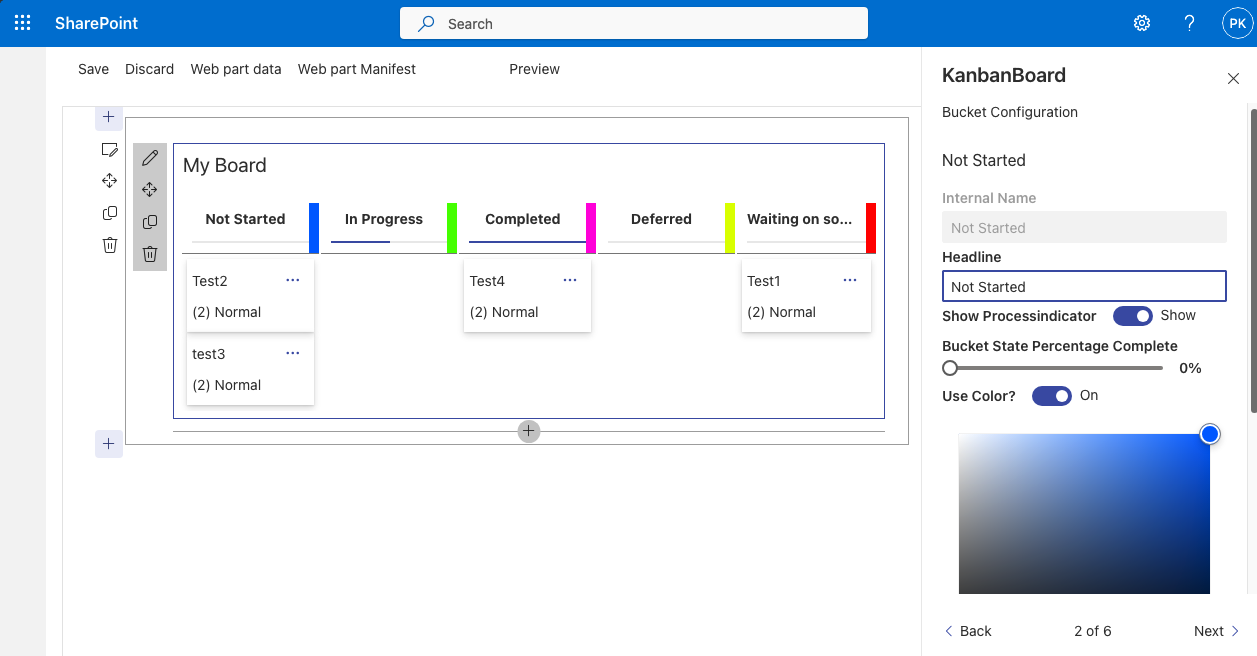 SharePoint
Search
PK
Save Discard Web part data Web part Manifest Preview
My Board
Not Started In Progress Completed Deferred Waiting on so...
Test2 ...
(2) Normal
test3 ...
(2) Normal
Test4 ...
(2) Normal
Test1 ...
(2) Normal
KanbanBoard
Bucket Configuration
Not Started
Internal Name
Not Started
Headline
Not Started
Show Processindicator Show
Bucket State Percentage Complete
0%
Use Color? On
Back 2 of 6 Next